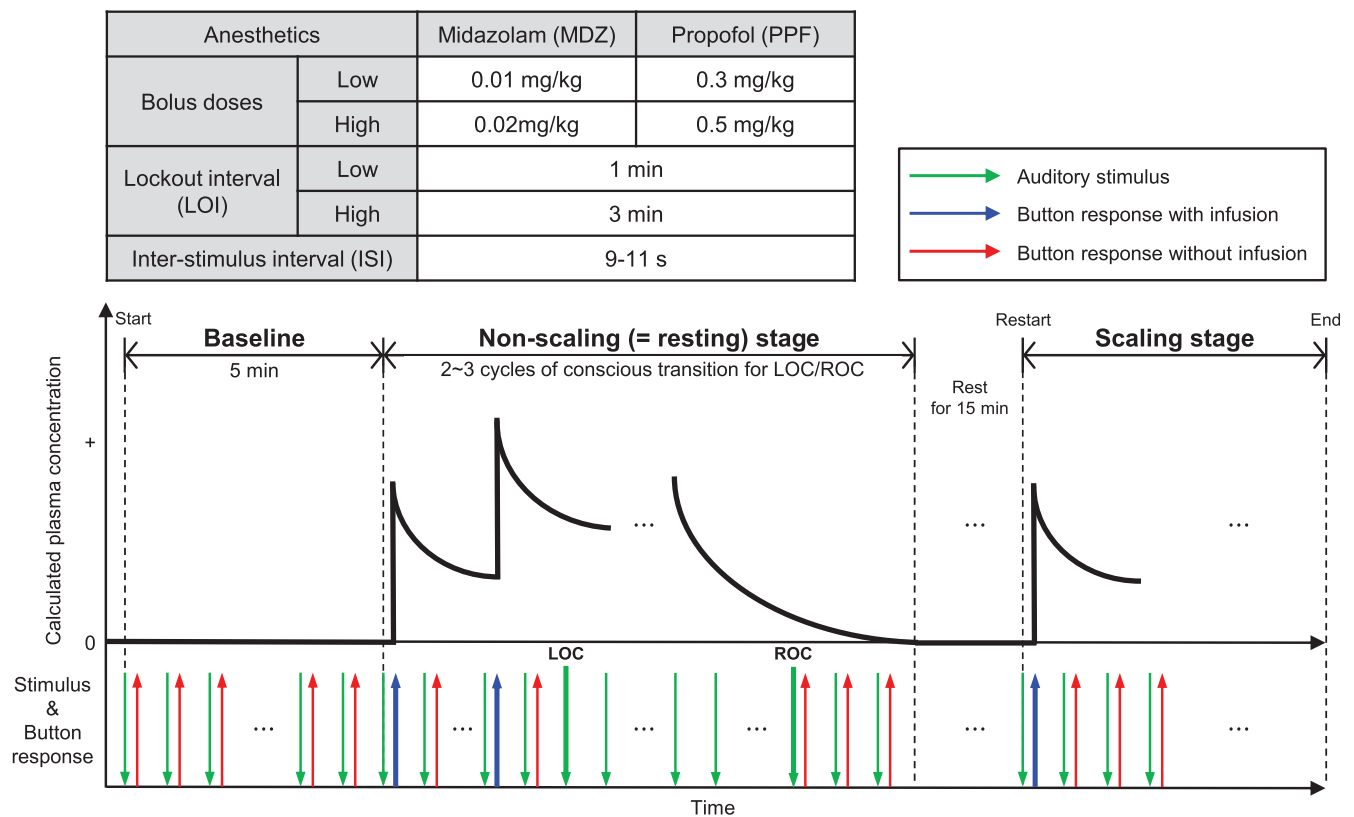 Anesthetics Midazolam (MDZ) Propofol (PPF)
Bolus doses Low 0.01 mg/kg 0.3 mg/kg
High 0.02mg/kg 0.5 mg/kg
Lockout interval
(LOI)
Low 1 min
High 3 min
Inter-stimulus interval (ISI) 9-11 s
Auditory stimulus
Button response with infusion
Button response without infusion
Start Restart End
Baseline Non-scaling (= resting) stage Scaling stage
5 min 2~3 cycles of conscious transition for LOC/ROC
Rest
for 15 min
Calculated plasma concentration
+
... ... ...
0
LOC ROC
Stimulus
&
Button
response
... ... ... ... ... ...
Time